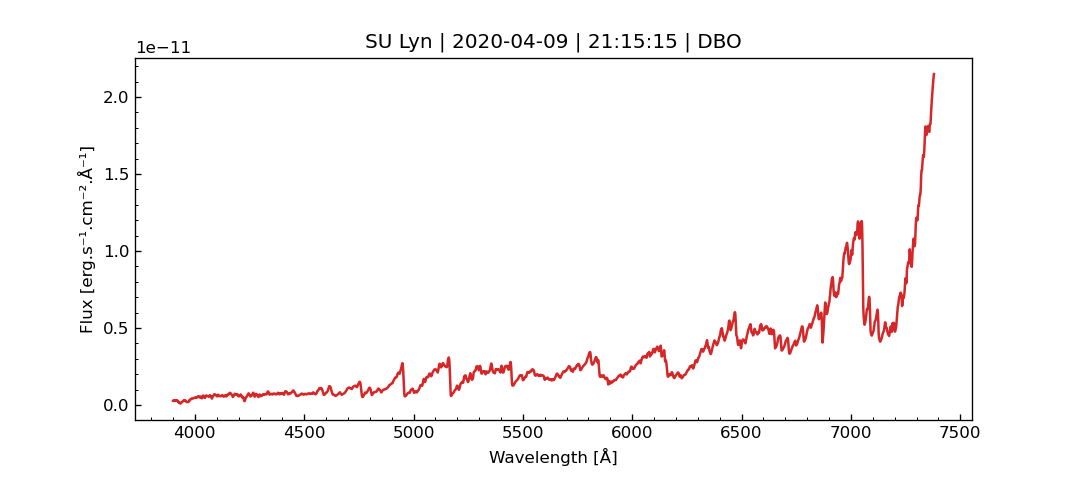 SU Lyn | 2020-04-09 | 21:15:15 | DBO
1e−11
2.0
1.5
1.0
0.5
0.0
Flux [erg.s⁻¹.cm⁻².Å⁻¹]
4000 4500 5000 5500 6000 6500 7000 7500
Wavelength [Å]